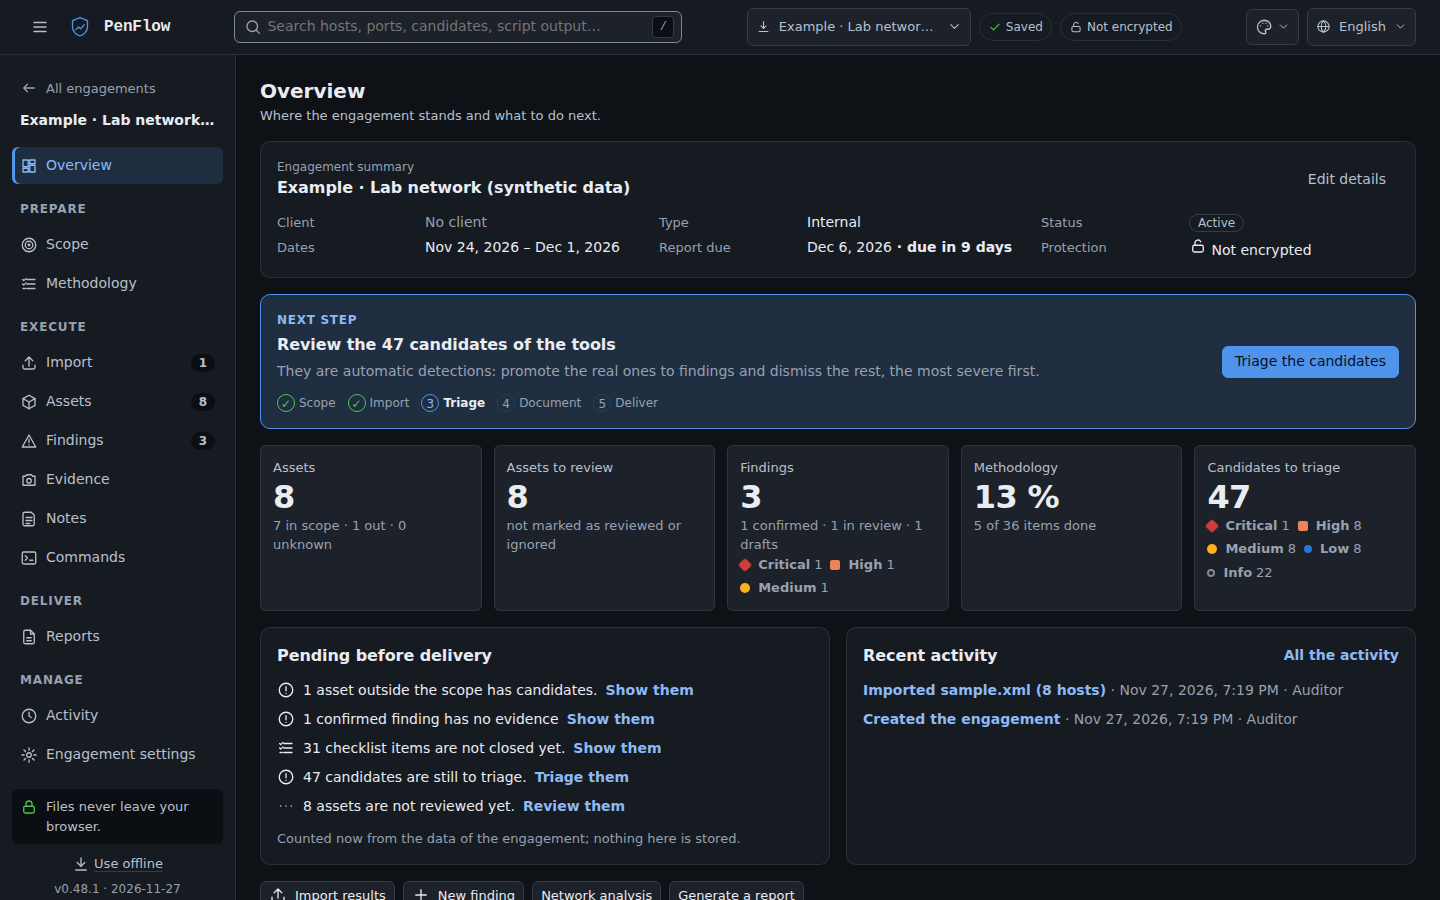 PenFlow
Search hosts, ports, candidates, script output…
/
Example · Lab networ…
Saved
Not encrypted
English
All engagements
Example · Lab network…
Overview
PREPARE
Scope
Methodology
EXECUTE
Import 1
Assets 8
Findings 3
Evidence
Notes
Commands
DELIVER
Reports
MANAGE
Activity
Engagement settings
Files never leave your
browser.
Use offline
v0.48.1 · 2026-11-27
Overview
Where the engagement stands and what to do next.
Engagement summary
Example · Lab network (synthetic data)
Edit details
Client No client Type Internal Status Active
Dates Nov 24, 2026 – Dec 1, 2026 Report due Dec 6, 2026 · due in 9 days Protection Not encrypted
NEXT STEP
Review the 47 candidates of the tools
They are automatic detections: promote the real ones to findings and dismiss the rest, the most severe first.
Triage the candidates
✓ Scope ✓ Import 3 Triage 4 Document 5 Deliver
Assets
8
7 in scope · 1 out · 0
unknown
Assets to review
8
not marked as reviewed or
ignored
Findings
3
1 confirmed · 1 in review · 1
drafts
Critical 1 High 1
Medium 1
Methodology
13 %
5 of 36 items done
Candidates to triage
47
Critical 1 High 8
Medium 8 Low 8
Info 22
Pending before delivery
1 asset outside the scope has candidates. Show them
1 confirmed finding has no evidence Show them
31 checklist items are not closed yet. Show them
47 candidates are still to triage. Triage them
8 assets are not reviewed yet. Review them
Counted now from the data of the engagement; nothing here is stored.
Recent activity
All the activity
Imported sample.xml (8 hosts) · Nov 27, 2026, 7:19 PM · Auditor
Created the engagement · Nov 27, 2026, 7:19 PM · Auditor
Import results
New finding
Network analysis
Generate a report